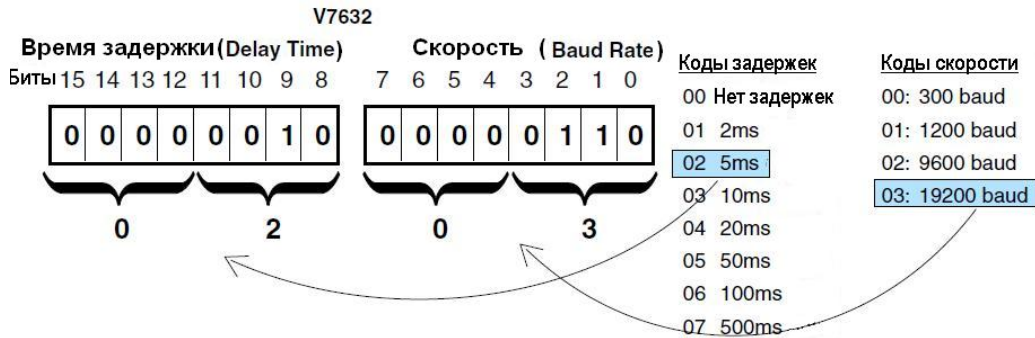 V7632
Время задержки (Delay Time) Скорость ( Baud Rate)
Биты 15 14 13 12 11 10 9 8 7 6 5 4 3 2 1 0
0 0 0 0 0 0 1 0 0 0 0 0 0 1 1 0
0 2 0 3
Коды задержек
00 Нет задержек
01 2ms
02 5ms
03 10ms
04 20ms
05 50ms
06 100ms
07 500ms
Коды скорости
00: 300 baud
01: 1200 baud
02: 9600 baud
03: 19200 baud